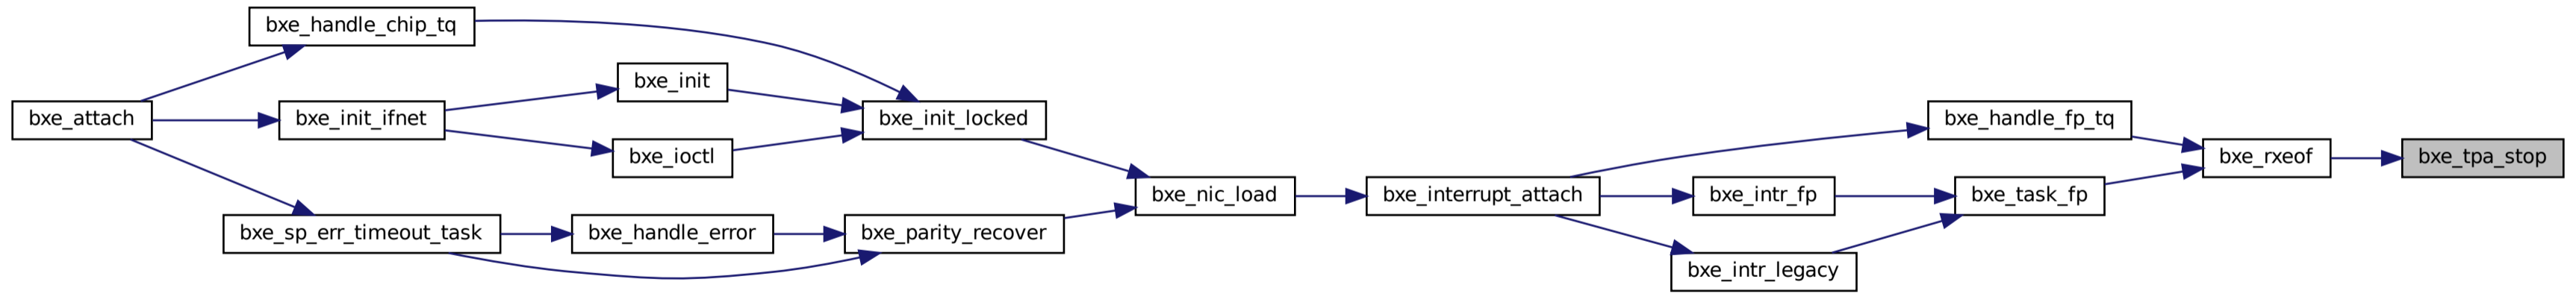 bxe_handle_chip_tq
bxe_init
bxe_attach
bxe_init_ifnet
bxe_init_locked
bxe_handle_fp_tq
bxe_ioctl
bxe_rxeof
bxe_tpa_stop
bxe_nic_load
bxe_interrupt_attach
bxe_intr_fp
bxe_task_fp
bxe_sp_err_timeout_task
bxe_handle_error
bxe_parity_recover
bxe_intr_legacy